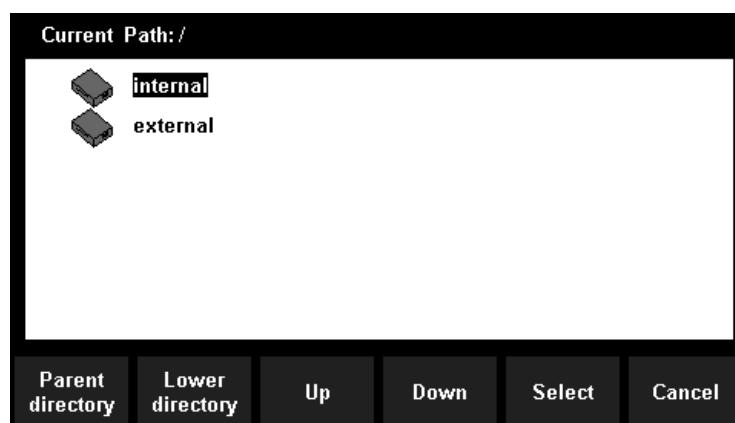 Current Path: /
internal
external
Parent directory
Lower directory
Up
Down
Select
Cancel